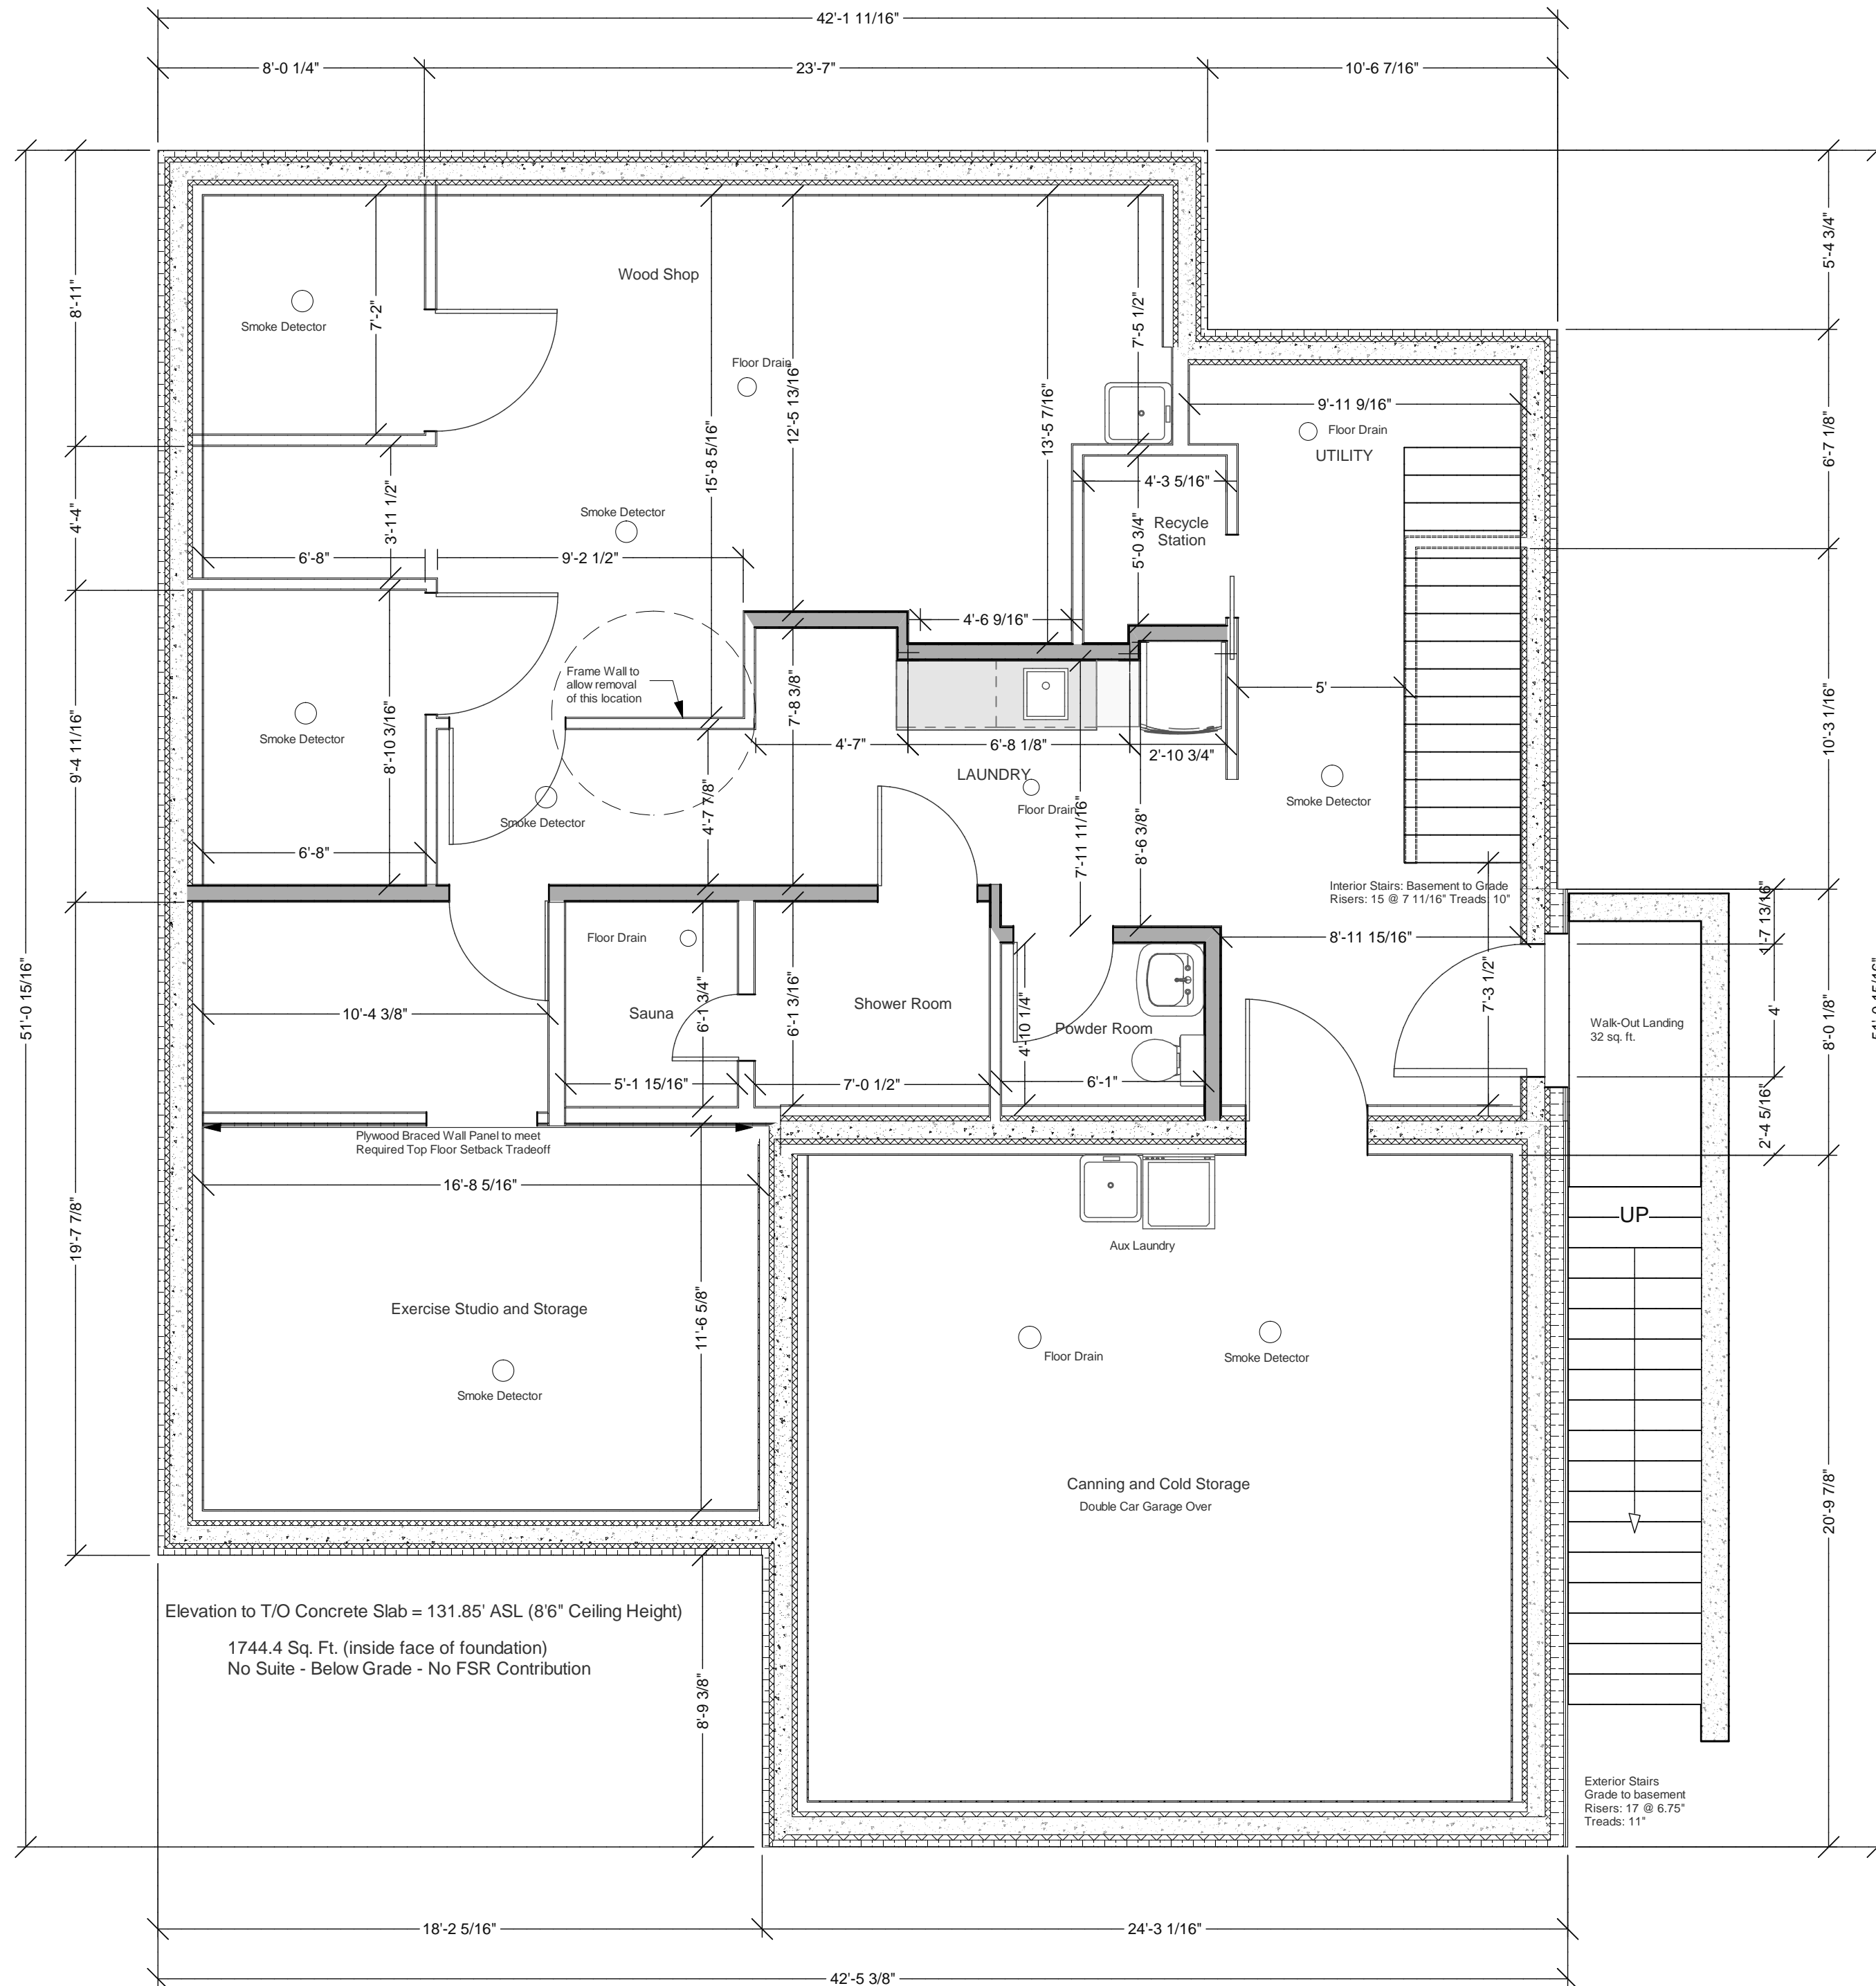 42'-1 11/16"
8'-0 1/4"
23'-7"
10'-6 7/16"
8'-11"
7'-2"
Wood Shop
Smoke Detector
Floor Drain
15'-8 5/16"
12'-5 13/16"
13'-5 7/16"
7'-5 1/2"
5'-4 3/4"
9'-11 9/16"
Floor Drain
UTILITY
6'-7 1/8"
4'-4"
3'-11 1/2"
Smoke Detector
4'-3 5/16"
Recycle
Station
5'-0 3/4"
6'-8"
9'-2 1/2"
4'-6 9/16"
Frame Wall to
allow removal
of this location
7'-8 3/8"
5'
9'-4 11/16"
8'-10 3/16"
Smoke Detector
4'-7"
6'-8 1/8"
2'-10 3/4"
10'-3 1/16"
LAUNDRY
Floor Drain
Smoke Detector
Smoke Detector
4'-7 7/8"
7'-11 11/16"
8'-6 3/8"
6'-8"
Interior Stairs: Basement to Grade
Risers: 15 @ 7 11/16" Treads: 10"
1'-7 13/16"
Floor Drain
8'-11 15/16"
51'-0 15/16"
10'-4 3/8"
Sauna
6'-1 3/4"
6'-1 3/16"
Shower Room
4'-10 1/4"
Powder Room
7'-3 1/2"
Walk-Out Landing
32 sq. ft.
4'
8'-0 1/8"
5'-1 15/16"
7'-0 1/2"
6'-1"
2'-4 5/16"
Plywood Braced Wall Panel to meet
Required Top Floor Setback Tradeoff
16'-8 5/16"
19'-7 7/8"
UP
Aux Laundry
Exercise Studio and Storage
11'-6 5/8"
Smoke Detector
Floor Drain
Smoke Detector
Canning and Cold Storage
Double Car Garage Over
20'-9 7/8"
Elevation to T/O Concrete Slab = 131.85' ASL (8'6" Ceiling Height)
1744.4 Sq. Ft. (inside face of foundation)
No Suite - Below Grade - No FSR Contribution
8'-9 3/8"
Exterior Stairs
Grade to basement
Risers: 17 @ 6.75"
Treads: 11"
18'-2 5/16"
24'-3 1/16"
42'-5 3/8"